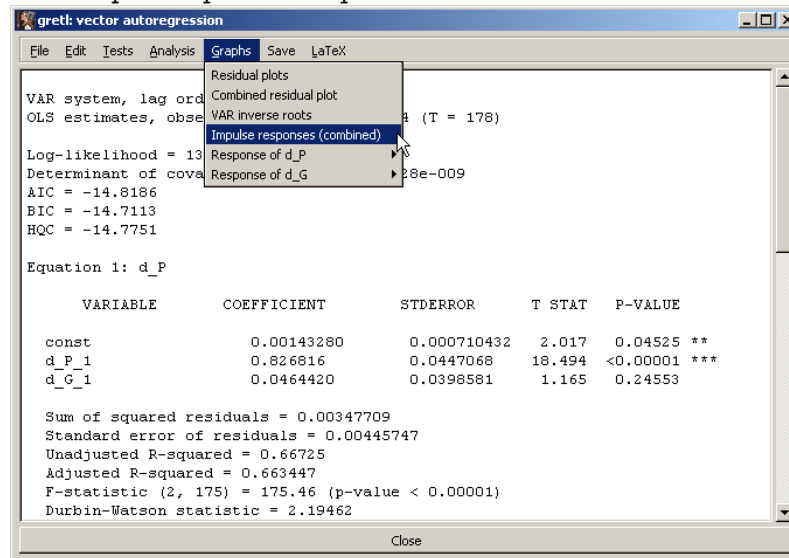 gretl: vector autoregression
File Edit Tests Analysis Graphs Save LaTeX
Residual plots
Combined residual plot
VAR inverse roots
Impulse responses (combined)
Response of d_P
Response of d_G
VAR system, lag ord
OLS estimates, obse 4 (T = 178)
Log-likelihood = 13
Determinant of cova 28e-009
AIC = -14.8186
BIC = -14.7113
HQC = -14.7751
Equation 1: d_P
VARIABLE COEFFICIENT STDERROR T STAT P-VALUE
const 0.00143280 0.000710432 2.017 0.04525 **
d_P_1 0.826816 0.0447068 18.494 <0.00001 ***
d_G_1 0.0464420 0.0398581 1.165 0.24553
Sum of squared residuals = 0.00347709
Standard error of residuals = 0.00445747
Unadjusted R-squared = 0.66725
Adjusted R-squared = 0.663447
F-statistic (2, 175) = 175.46 (p-value < 0.00001)
Durbin-Watson statistic = 2.19462
Close